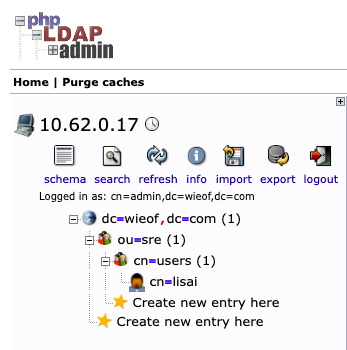 php
LDAP
admin
Home | Purge caches
10.62.0.17
schema search refresh info import export logout
Logged in as: cn=admin,dc=wieof,dc=com
dc=wieof,dc=com (1)
ou=sre (1)
cn=users (1)
cn=lisai
Create new entry here
Create new entry here